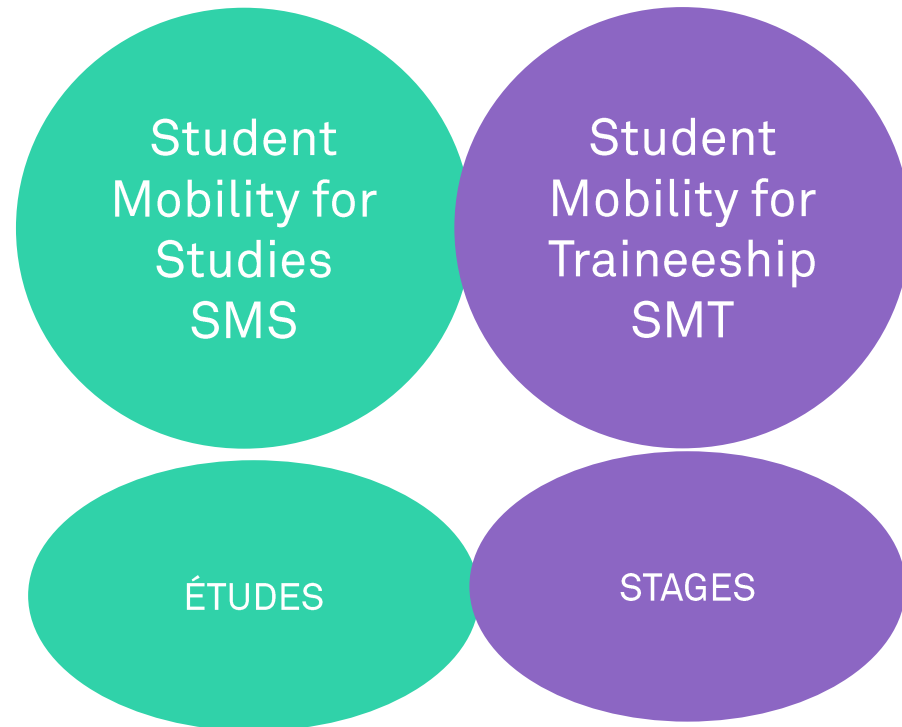 Student
Mobility for
Studies
SMS
Student
Mobility for
Traineeship
SMT
ÉTUDES
STAGES